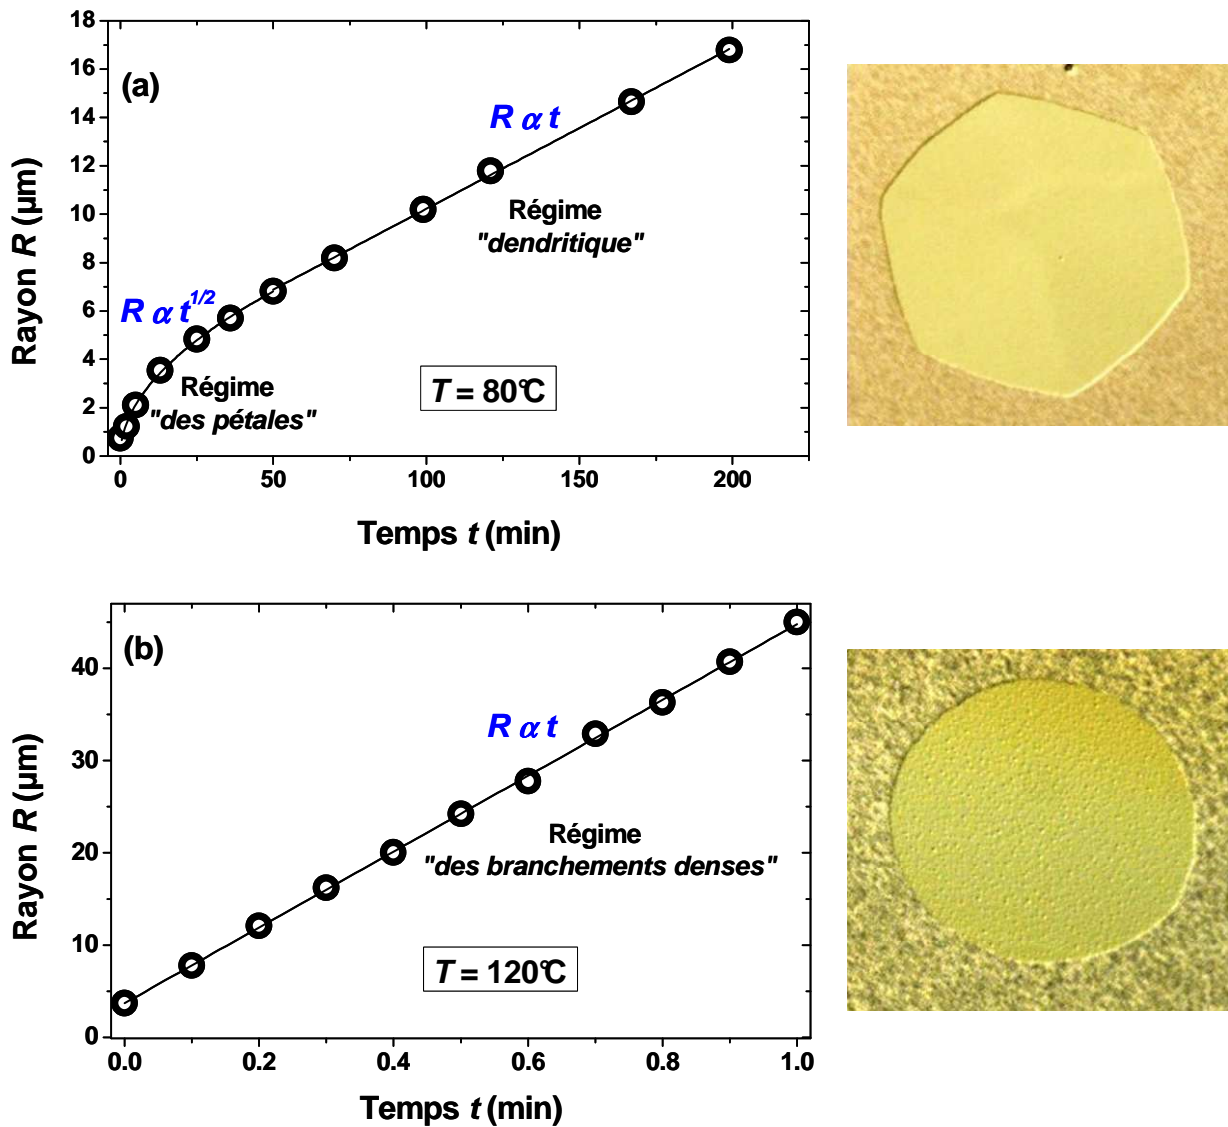 18
16
14
12
10
8
6
4
2
0
Rayon R (µm)
(a)
R α t
Régime
"dendritique"
R α t^1/2
Régime
"des pétales"
T = 80°C
0 50 100 150 200
Temps t (min)
40
30
20
10
0
Rayon R (µm)
(b)
R α t
Régime
"des branchements denses"
T = 120°C
0.0 0.2 0.4 0.6 0.8 1.0
Temps t (min)